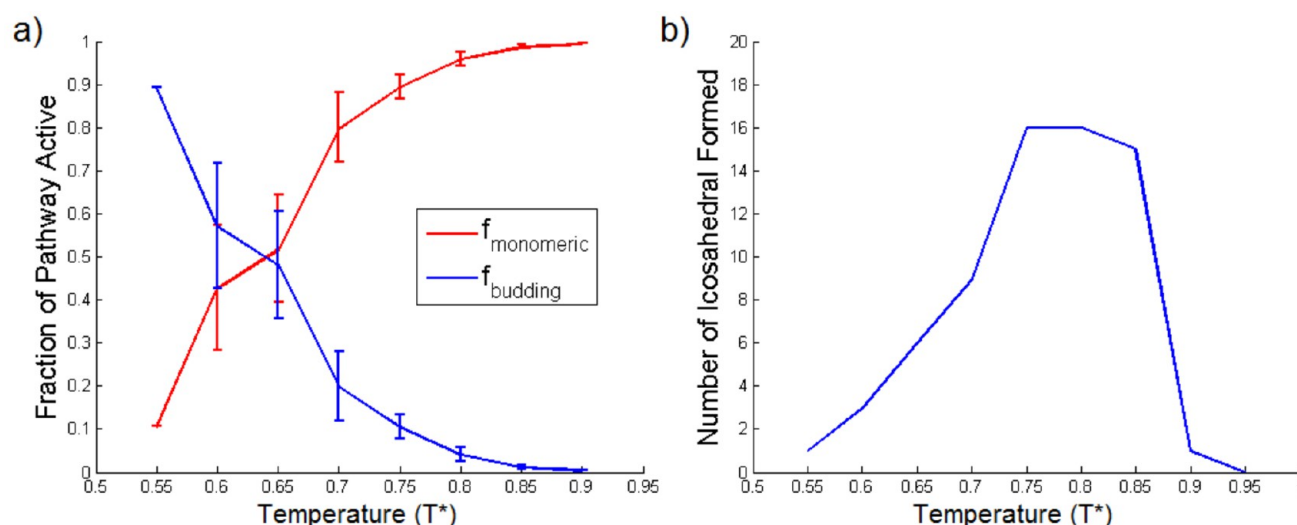 a)
Fraction of Pathway Active
1
0.9
0.8
0.7
0.6
0.5
0.4
0.3
0.2
0.1
0
0.5 0.55 0.6 0.65 0.7 0.75 0.8 0.85 0.9 0.95
Temperature (T*)
f monomeric
f budding
b)
Number of Icosahedral Formed
20
18
16
14
12
10
8
6
4
2
0
0.5 0.55 0.6 0.65 0.7 0.75 0.8 0.85 0.9 0.95
Temperature (T*)